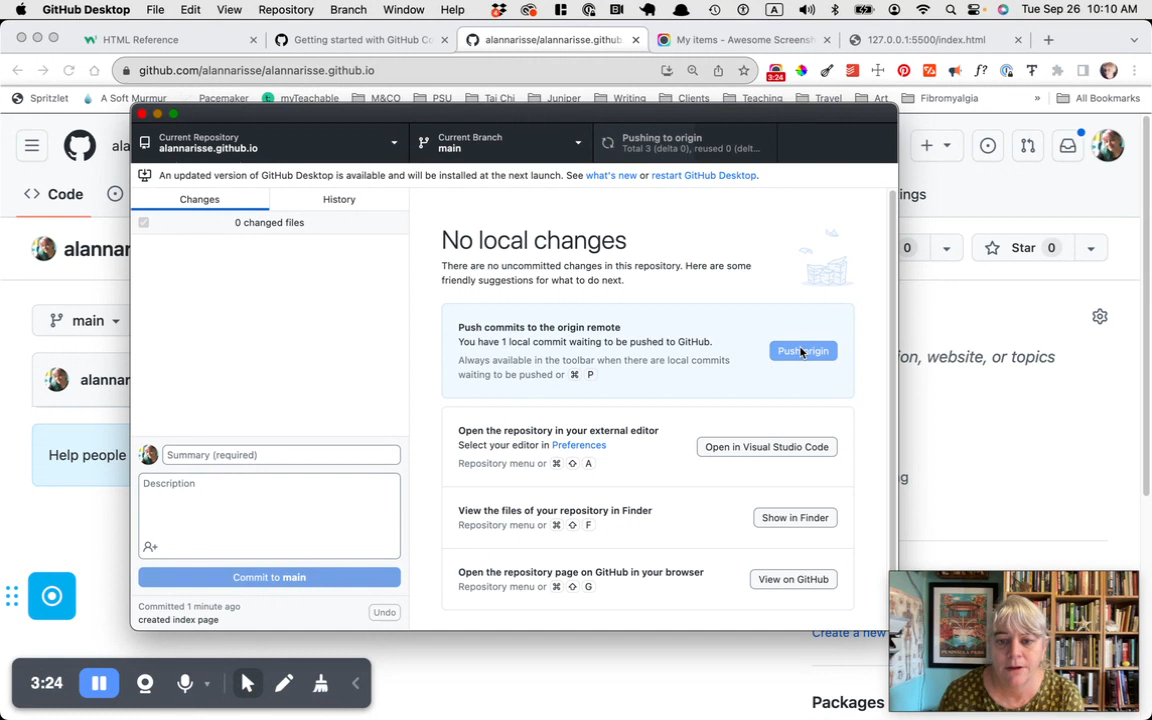 GitHub Desktop File Edit View Repository Branch Window Help Tue Sep 26 10:10 AM
HTML Reference
Getting started with GitHub Co
alannarisse/alannarisse.github
My items - Awesome Screensh
127.0.0.1:5500/index.html
github.com/alannarisse/alannarisse.github.io
3:24
Spritzlet A Soft Murmur Pacemaker myTeachable M&CO PSU Tai Chi Juniper Writing Clients Teaching Travel Art Fibromyalgia » All Bookmarks
ala
Current Repository
alannarisse.github.io
Current Branch
main
Pushing to origin
Total 3 (delta 0), reused 0 (delt...
An updated version of GitHub Desktop is available and will be installed at the next launch. See what's new or restart GitHub Desktop.
Code
ngs
Changes
History
0 changed files
alannar
0
Star 0
No local changes
There are no uncommitted changes in this repository. Here are some
friendly suggestions for what to do next.
main
Push commits to the origin remote
You have 1 local commit waiting to be pushed to GitHub.
Always available in the toolbar when there are local commits
waiting to be pushed or ⌘ P
Push origin
on, website, or topics
alannar
Help people
Open the repository in your external editor
Select your editor in Preferences
Repository menu or ⌘ ⇧ A
Open in Visual Studio Code
Summary (required)
Description
View the files of your repository in Finder
Repository menu or ⌘ ⇧ F
Show in Finder
Open the repository page on GitHub in your browser
Repository menu or ⌘ ⇧ G
View on GitHub
Commit to main
Committed 1 minute ago
created index page
Undo
Create a new
3:24
Packages